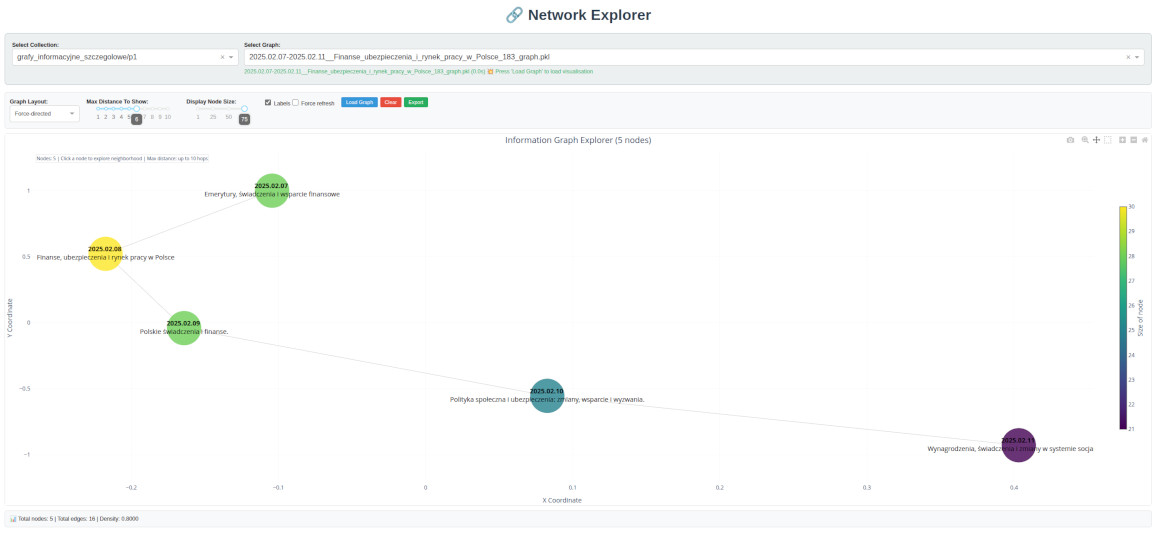 🔗 Network Explorer
Select Collection:
grafy_informacyjne_szczegolowe/p1
Select Graph:
2025.02.07-2025.02.11__Finanse_ubezpieczenia_i_rynek_pracy_w_Polsce_183_graph.pkl
2025.02.07-2025.02.11__Finanse_ubezpieczenia_i_rynek_pracy_w_Polsce_183_graph.pkl (0.0s) 💥 Press 'Load Graph' to load visualisation
Graph Layout:
Force-directed
Max Distance To Show:
1 2 3 4 5 6 7 8 9 10
Display Node Size:
1 25 50 75
Labels
Force refresh
Load Graph
Clear
Export
Information Graph Explorer (5 nodes)
Nodes: 5 | Click a node to explore neighborhood | Max distance: up to 10 hops
2025.02.07
Emerytury, świadczenia i wsparcie finansowe
2025.02.08
Finanse, ubezpieczenia i rynek pracy w Polsce
2025.02.09
Polskie świadczenia i finanse.
2025.02.10
Polityka społeczna i ubezpieczenia: zmiany, wsparcie i wyzwania.
2025.02.11
Wynagrodzenia, świadczenia i zmiany w systemie socja
1
0.5
0
−0.5
−1
Y Coordinate
−0.2 −0.1 0 0.1 0.2 0.3 0.4
X Coordinate
30
29
28
27
26
25
24
23
22
21
Size of node
📊 Total nodes: 5 | Total edges: 16 | Density: 0.8000